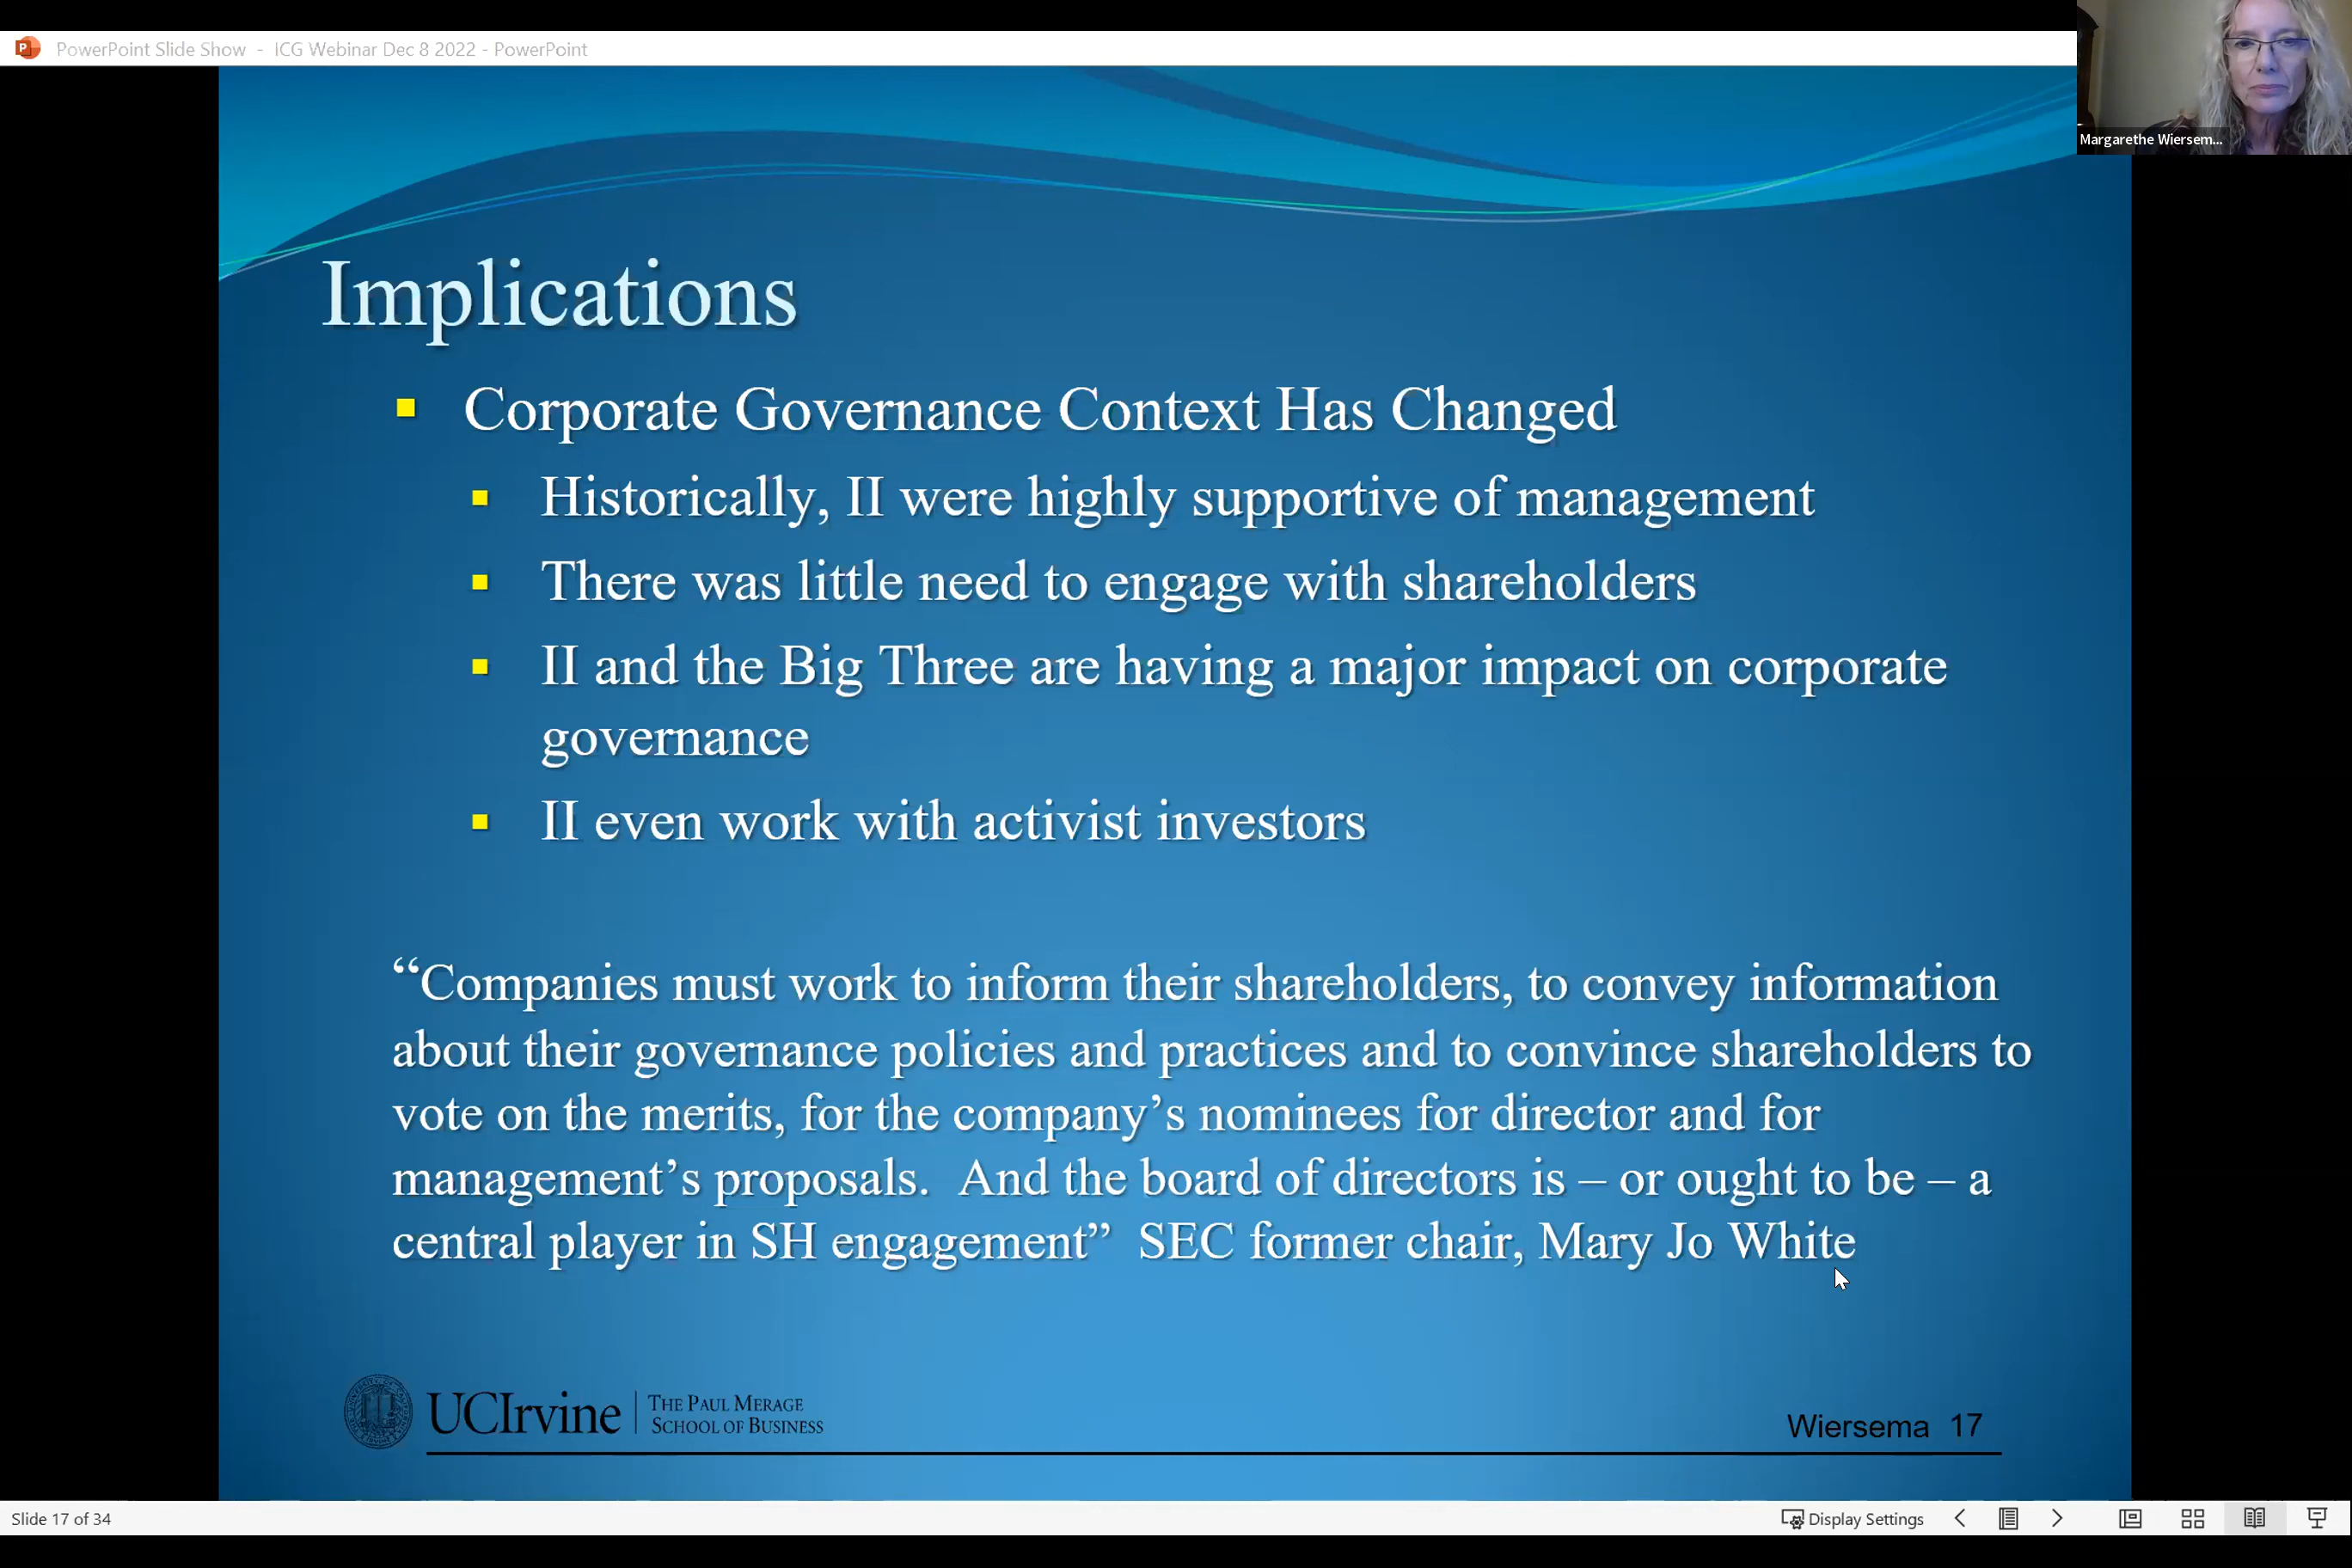 PowerPoint Slide Show - ICG Webinar Dec 8 2022 - PowerPoint
Margarethe Wiersem...
Implications
Corporate Governance Context Has Changed
Historically, II were highly supportive of management
There was little need to engage with shareholders
II and the Big Three are having a major impact on corporate
governance
II even work with activist investors
“Companies must work to inform their shareholders, to convey information
about their governance policies and practices and to convince shareholders to
vote on the merits, for the company’s nominees for director and for
management’s proposals.  And the board of directors is – or ought to be – a
central player in SH engagement”  SEC former chair, Mary Jo White
UCIrvine
THE PAUL MERAGE
SCHOOL OF BUSINESS
Wiersema 17
Slide 17 of 34
Display Settings